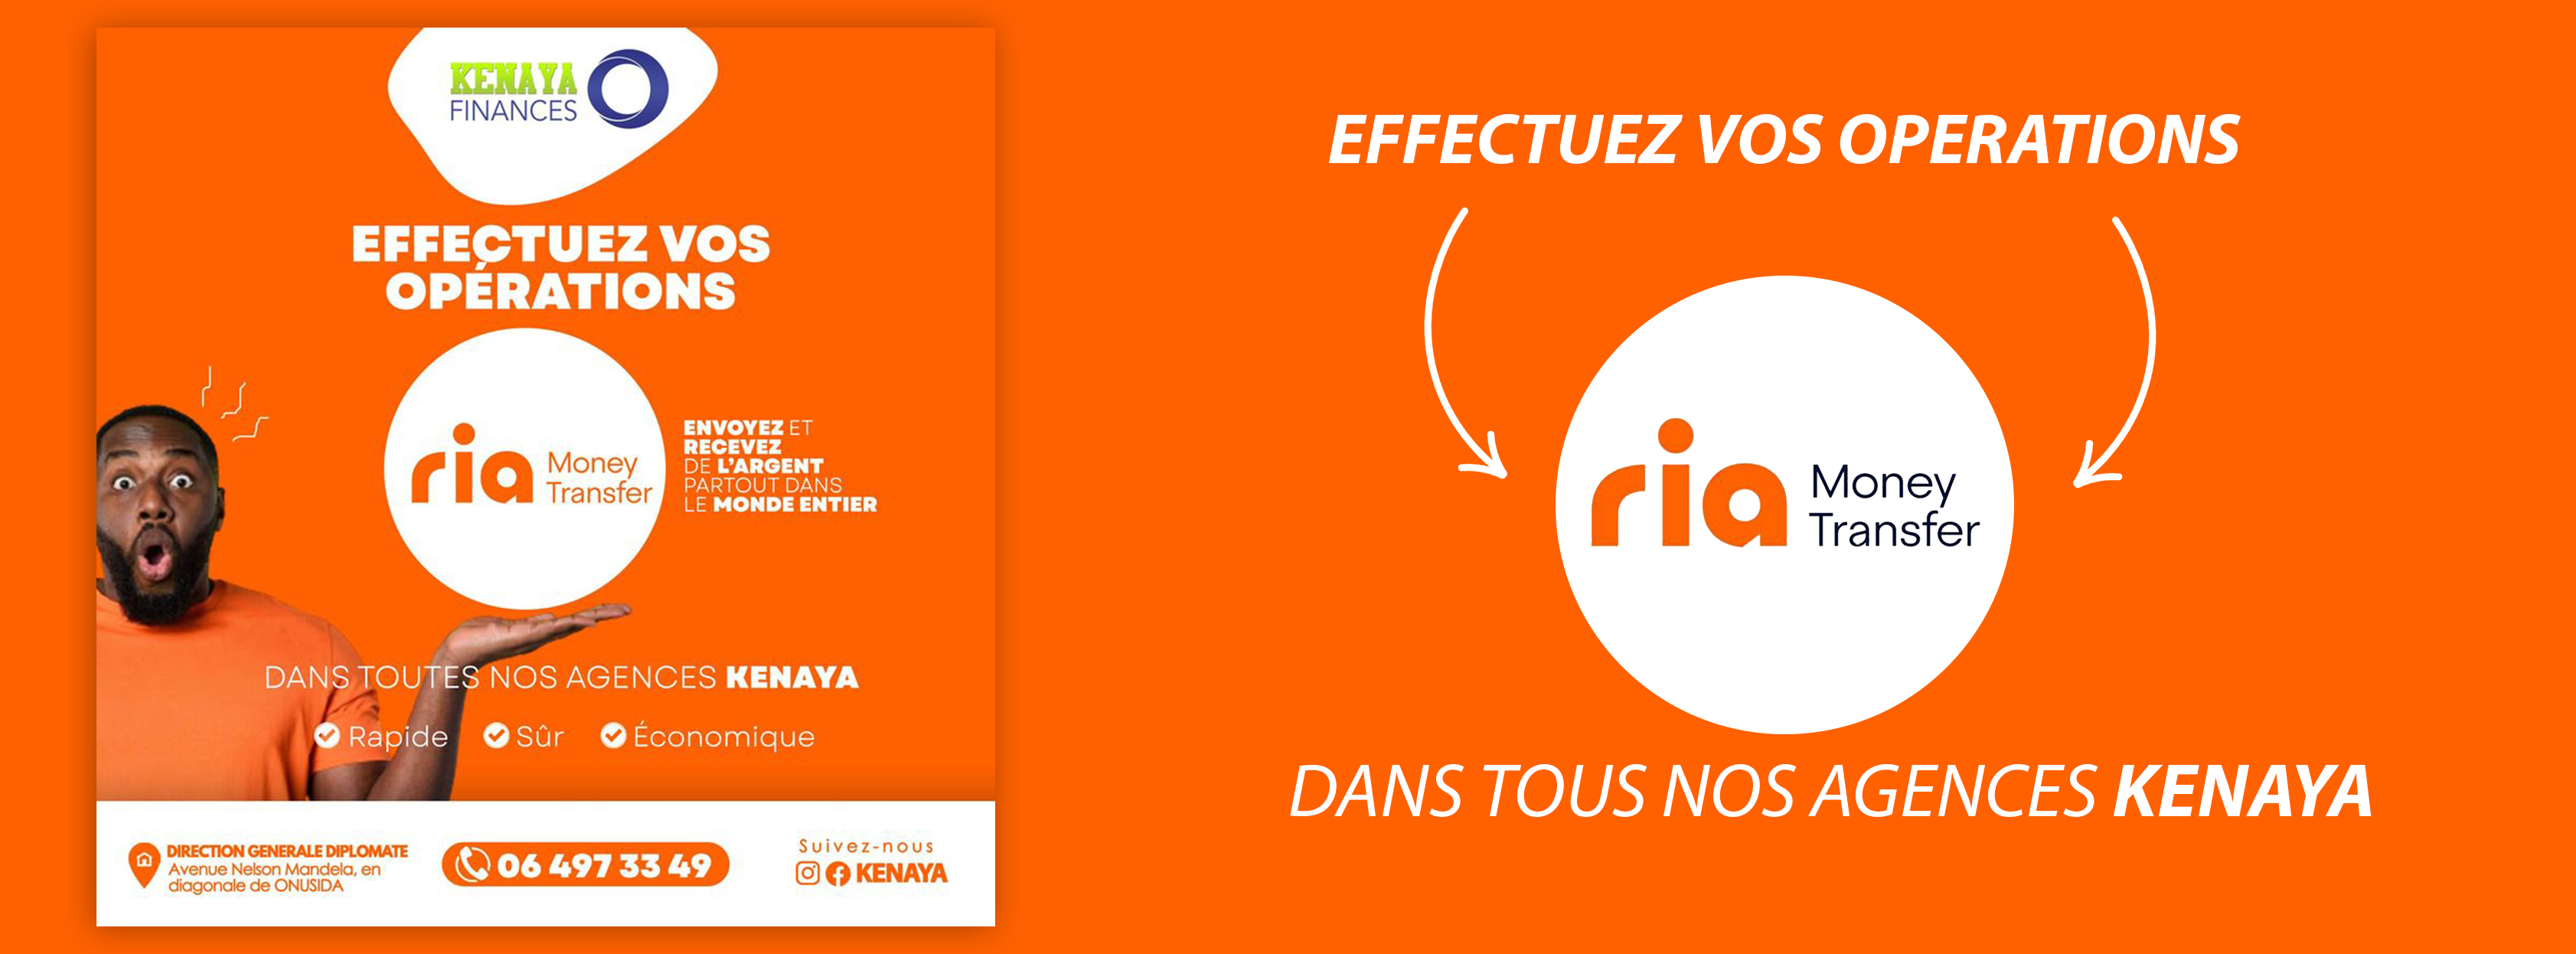 KENAYA
FINANCES
EFFECTUEZ VOS
OPÉRATIONS
ria Money
Transfer
ENVOYEZ ET
RECEVEZ
DE L'ARGENT
PARTOUT DANS
LE MONDE ENTIER
DANS TOUTES NOS AGENCES KENAYA
Rapide Sûr Économique
DIRECTION GENERALE DIPLOMATE
Avenue Nelson Mandela, en
diagonale de ONUSIDA
06 497 33 49
Suivez-nous
KENAYA
EFFECTUEZ VOS OPERATIONS
ria Money
Transfer
DANS TOUS NOS AGENCES KENAYA